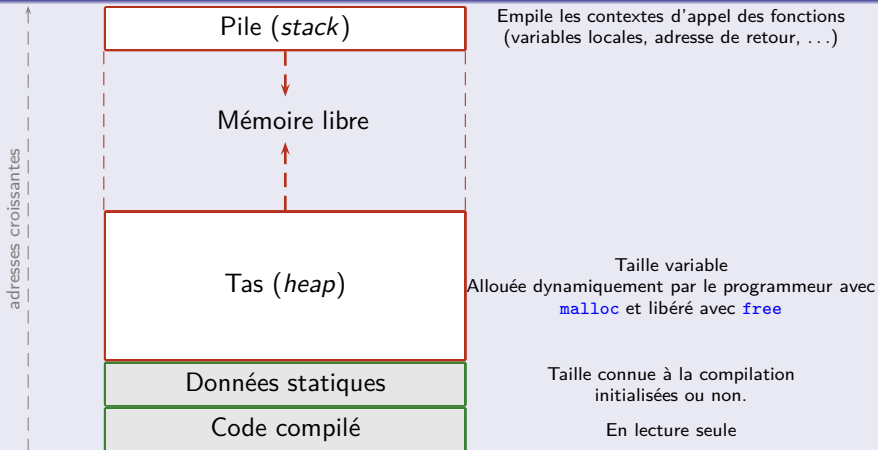 Pile (stack)
Empile les contextes d'appel des fonctions
(variables locales, adresse de retour, ...)
Mémoire libre
adresses croissantes
Tas (heap)
Taille variable
Allouée dynamiquement par le programmeur avec
malloc et libéré avec free
Données statiques
Taille connue à la compilation
initialisées ou non.
Code compilé
En lecture seule